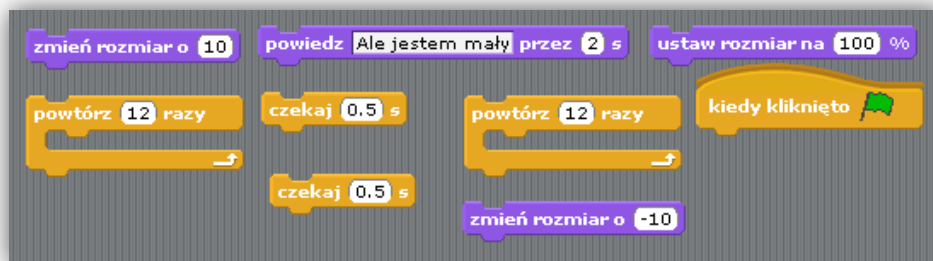 zmień rozmiar o 10
powiedz Ale jestem mały przez 2 s
ustaw rozmiar na 100 %
powtórz 12 razy
czekaj 0.5 s
powtórz 12 razy
kiedy kliknięto
czekaj 0.5 s
zmień rozmiar o -10